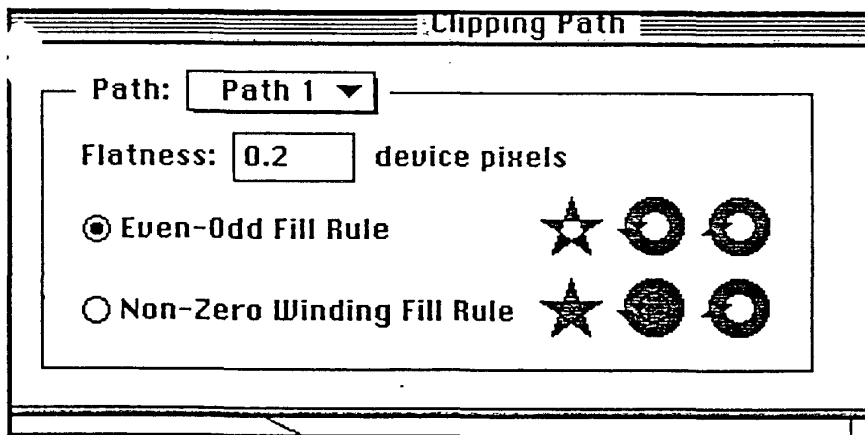 Clipping Path
Path: Path 1
Flatness: 0.2 device pixels
Even-Odd Fill Rule
Non-Zero Winding Fill Rule